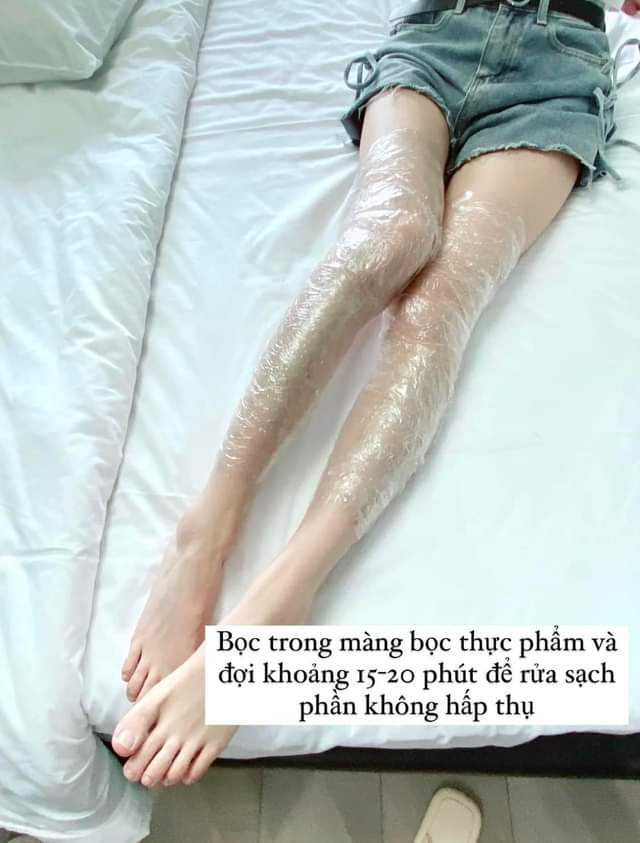 Bọc trong màng bọc thực phẩm và
đợi khoảng 15-20 phút để rửa sạch
phần không hấp thụ